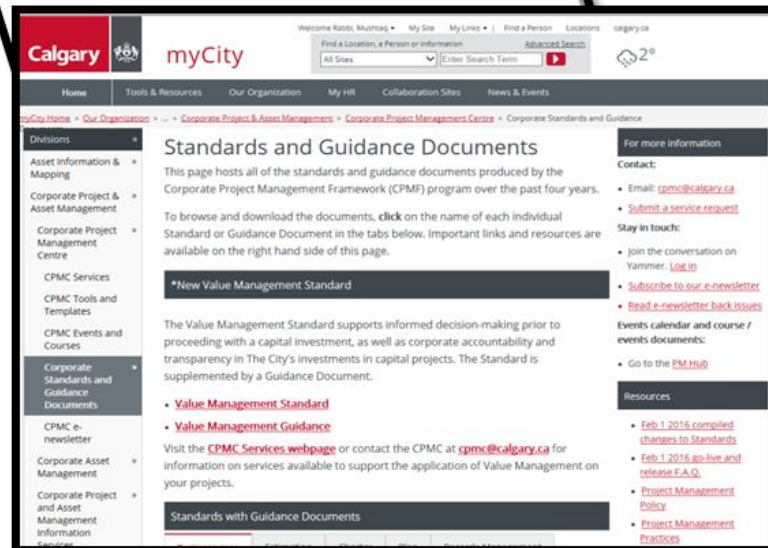 Welcome Rabbi, Mushtaq My Site My Links | Find a Person Locations calgary.ca
Find a Location, a Person or Information Advanced Search
Calgary
myCity
All Sites Enter Search Term
2°
Home Tools & Resources Our Organization My HR Collaboration Sites News & Events
myCity Home » Our Organization » ... » Corporate Project & Asset Management » Corporate Project Management Centre » Corporate Standards and Guidance
Divisions »
Asset Information & »
Mapping
Corporate Project & »
Asset Management
Corporate Project »
Management
Centre
CPMC Services
CPMC Tools and
Templates
CPMC Events and
Courses
Corporate »
Standards and
Guidance
Documents
CPMC e-
newsletter
Corporate Asset »
Management
Corporate Project »
and Asset
Management
Information
Services
Standards and Guidance Documents
This page hosts all of the standards and guidance documents produced by the
Corporate Project Management Framework (CPMF) program over the past four years.
To browse and download the documents, click on the name of each individual
Standard or Guidance Document in the tabs below. Important links and resources are
available on the right hand side of this page.
*New Value Management Standard
The Value Management Standard supports informed decision-making prior to
proceeding with a capital investment, as well as corporate accountability and
transparency in The City's investments in capital projects. The Standard is
supplemented by a Guidance Document.
• Value Management Standard
• Value Management Guidance
Visit the CPMC Services webpage or contact the CPMC at cpmc@calgary.ca for
information on services available to support the application of Value Management on
your projects.
Standards with Guidance Documents
Estimation Charter Plan Records Management
For more information
Contact:
• Email: cpmc@calgary.ca
• Submit a service request
Stay in touch:
• Join the conversation on
Yammer. Log in
• Subscribe to our e-newsletter
• Read e-newsletter back issues
Events calendar and course /
events documents:
• Go to the PM Hub
Resources
• Feb 1 2016 compiled
changes to Standards
• Feb 1 2016 go-live and
release F.A.Q.
• Project Management
Policy
• Project Management
Practices